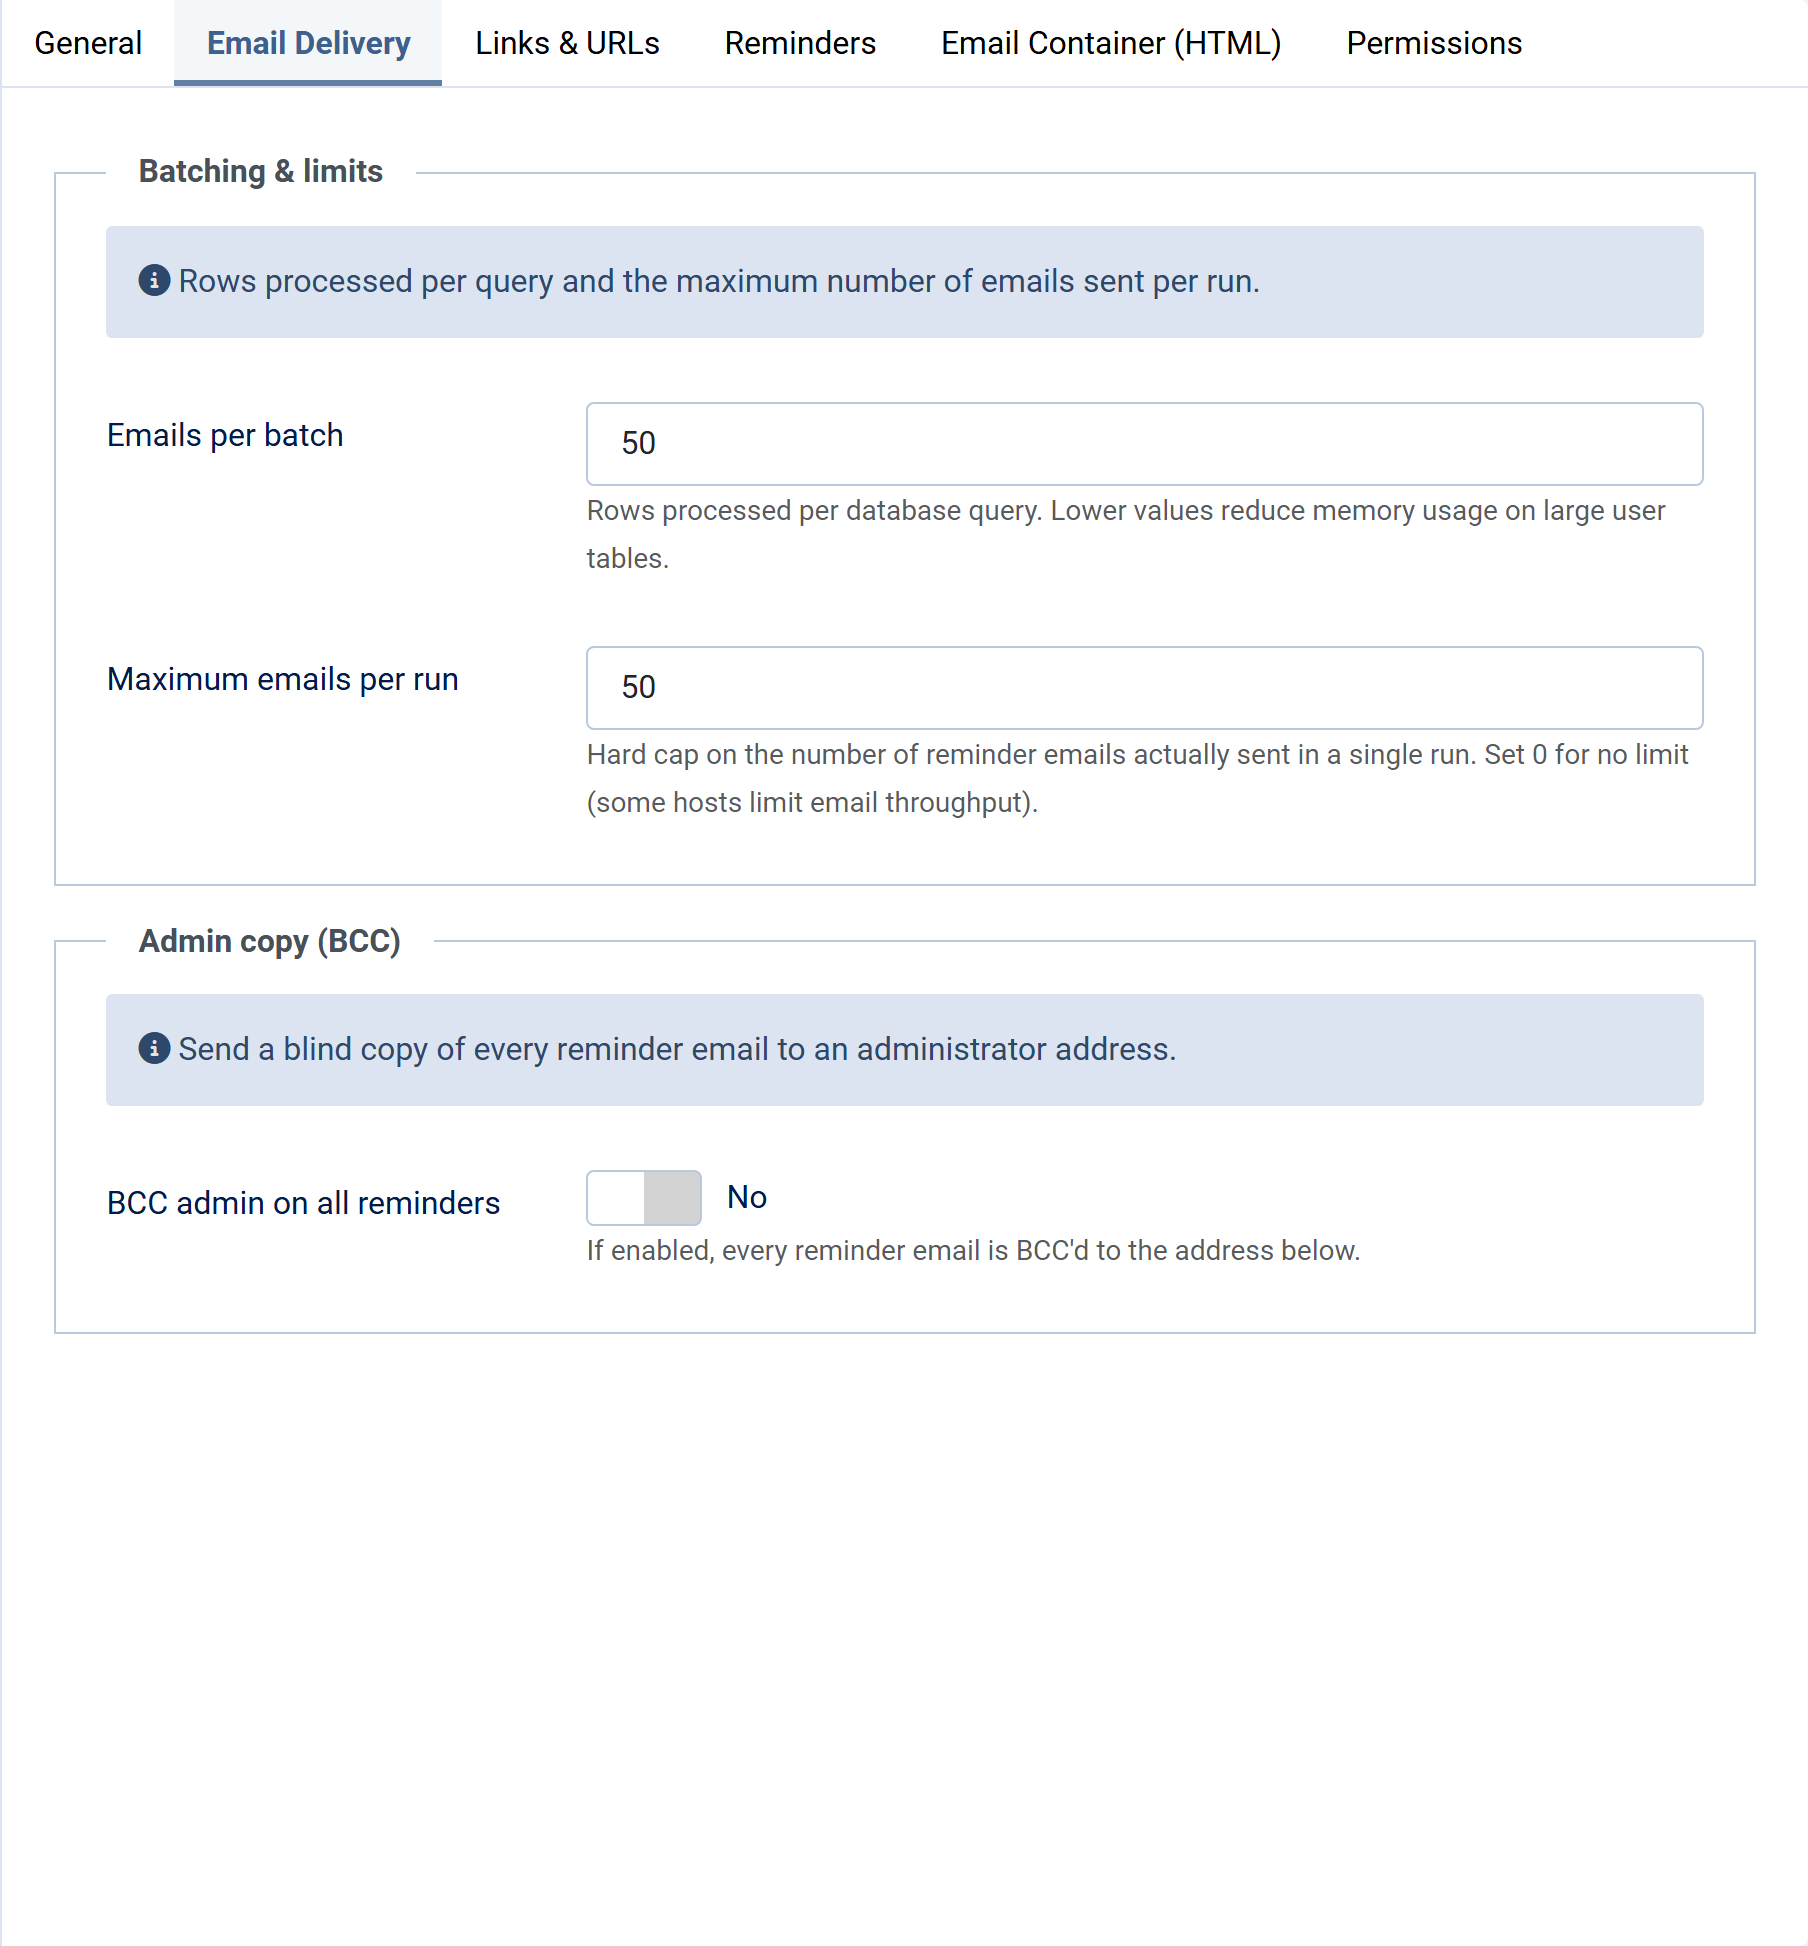 General Email Delivery Links & URLs Reminders Email Container (HTML) Permissions
Batching & limits
Rows processed per query and the maximum number of emails sent per run.
Emails per batch
50
Rows processed per database query. Lower values reduce memory usage on large user
tables.
Maximum emails per run
50
Hard cap on the number of reminder emails actually sent in a single run. Set 0 for no limit
(some hosts limit email throughput).
Admin copy (BCC)
Send a blind copy of every reminder email to an administrator address.
BCC admin on all reminders
No
If enabled, every reminder email is BCC'd to the address below.